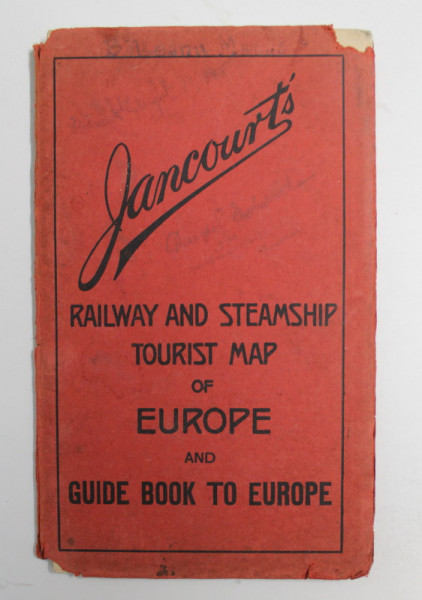 Jancourt's
RAILWAY AND STEAMSHIP
TOURIST MAP
OF
EUROPE
AND
GUIDE BOOK TO EUROPE